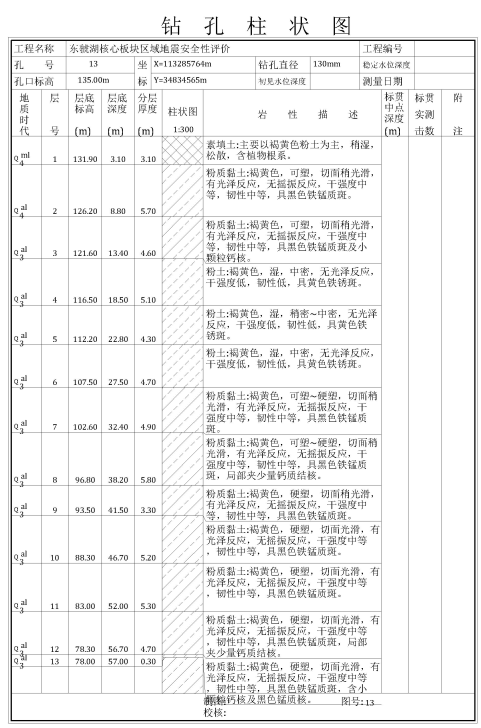 钻 孔 柱 状 图
工程名称 东虢湖核心板块区域地震安全性评价 工程编号
孔 号 13 坐 X=113285764m 钻孔直径 130mm 稳定水位深度
孔口标高 135.00m 标 Y=34834565m 初见水位深度 测量日期
地质时代 层号 层底标高(m) 层底深度(m) 分层厚度(m) 柱状图 1:300 岩 性 描 述 标贯中点深度(m) 标贯实测击数 附注
Q4ml 1 131.90 3.10 3.10
素填土:主要以褐黄色粉土为主，稍湿，
松散，含植物根系。
Q4al 2 126.20 8.80 5.70
粉质黏土:褐黄色，可塑，切面稍光滑，
有光泽反应，无摇振反应，干强度中
等，韧性中等，具黑色铁锰质斑。
Q3al 3 121.60 13.40 4.60
粉质黏土:褐黄色，可塑，切面稍光滑，
有光泽反应，无摇振反应，干强度中
等，韧性中等，具黑色铁锰质斑及小
颗粒钙核。
Q3al 4 116.50 18.50 5.10
粉土:褐黄色，湿，中密，无光泽反应，
干强度低，韧性低，具黄色铁锈斑。
Q3al 5 112.20 22.80 4.30
粉土:褐黄色，湿，稍密~中密，无光泽
反应，干强度低，韧性低，具黄色铁
锈斑。
Q3al 6 107.50 27.50 4.70
粉土:褐黄色，湿，中密，无光泽反应，
干强度低，韧性低，具黄色铁锈斑。
Q3al 7 102.60 32.40 4.90
粉质黏土:褐黄色，可塑~硬塑，切面稍
光滑，有光泽反应，无摇振反应，干
强度中等，韧性中等，具黑色铁锰质
斑。
Q3al 8 96.80 38.20 5.80
粉质黏土:褐黄色，可塑~硬塑，切面稍
光滑，有光泽反应，无摇振反应，干
强度中等，韧性中等，具黑色铁锰质
斑，局部夹少量钙质结核。
Q3al 9 93.50 41.50 3.30
粉质黏土:褐黄色，硬塑，切面稍光滑，
有光泽反应，无摇振反应，干强度中
等，韧性中等，具黑色铁锰质斑。
Q3al 10 88.30 46.70 5.20
粉质黏土:褐黄色，硬塑，切面光滑，有
光泽反应，无摇振反应，干强度中等
，韧性中等，具黑色铁锰质斑。
Q3al 11 83.00 52.00 5.30
粉质黏土:褐黄色，硬塑，切面光滑，有
光泽反应，无摇振反应，干强度中等
，韧性中等，具黑色铁锰质斑。
Q3al 12 78.30 56.70 4.70
粉质黏土:褐黄色，硬塑，切面光滑，有
光泽反应，无摇振反应，干强度中等
，韧性中等，具黑色铁锰质斑，局部
夹少量钙质结核。
Q3al 13 78.00 57.00 0.30
粉质黏土:褐黄色，硬塑，切面光滑，有
光泽反应，无摇振反应，干强度中等
，韧性中等，具黑色铁锰质斑，含小
颗粒钙核及黑色铁锰质核。
图号:13
校核: